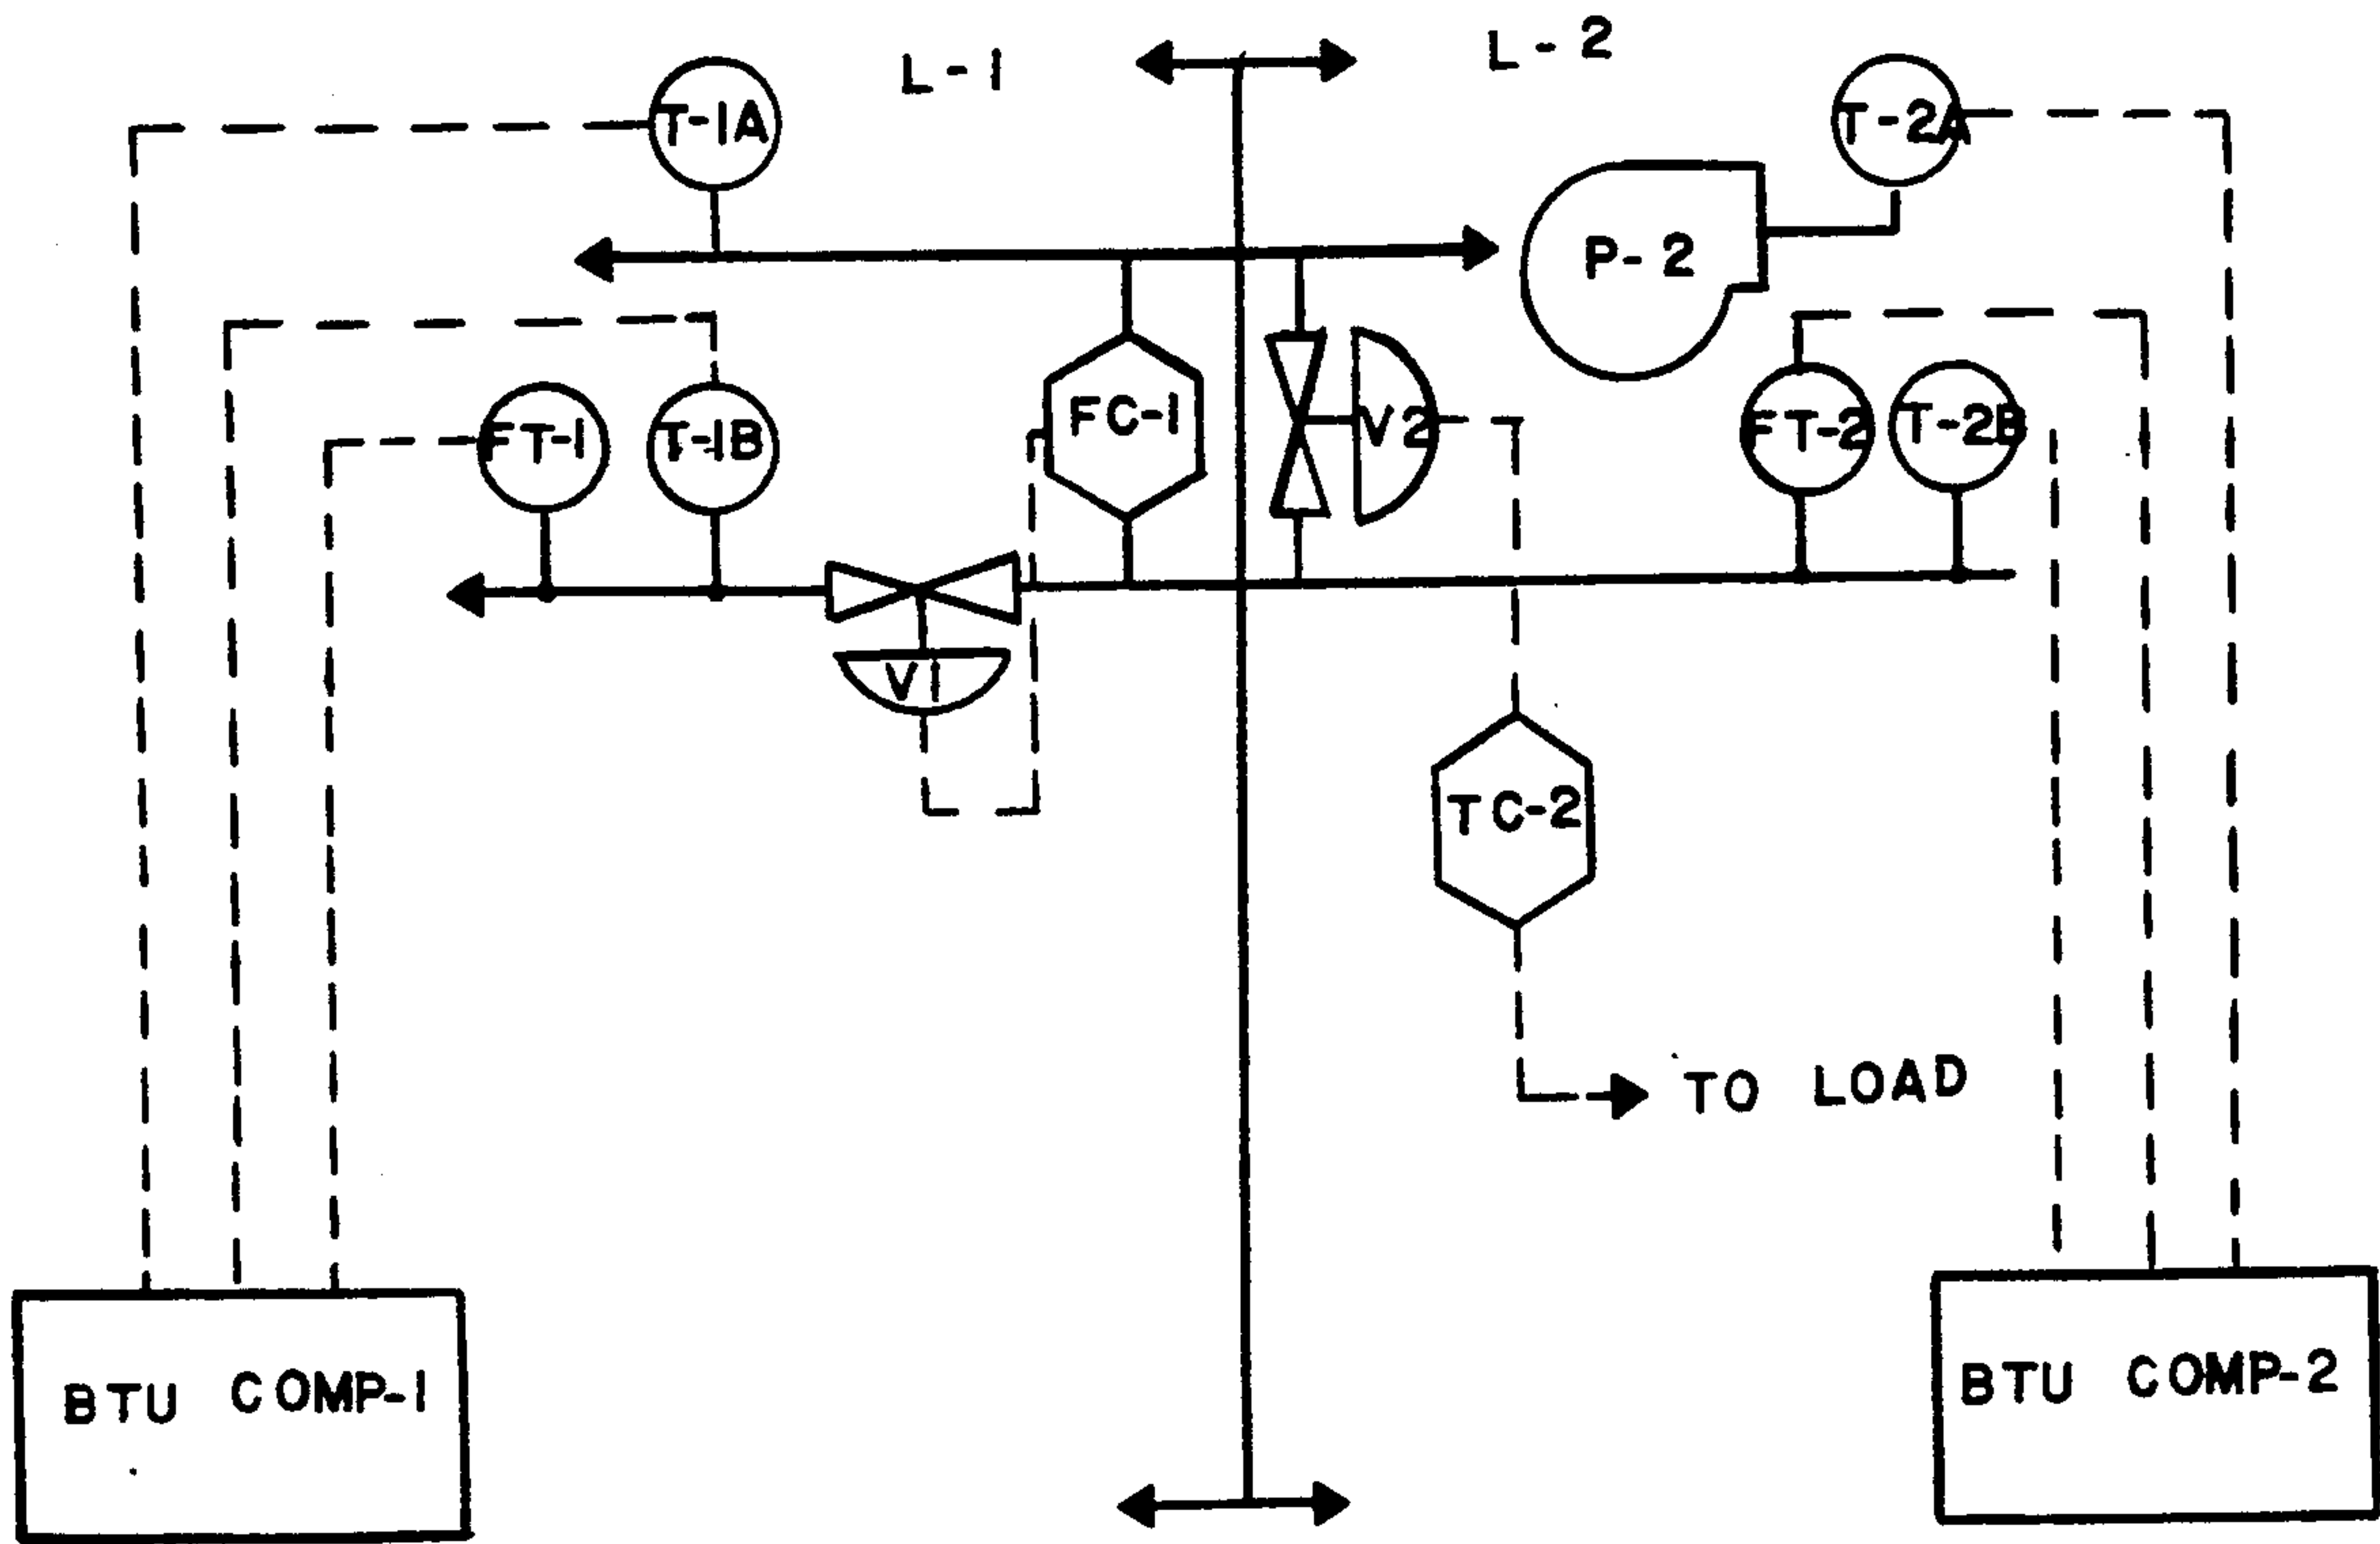 L-1
L-2
T-1A
T-2A
P-2
FT-1
T-1B
FC-1
V2
FT-2
T-2B
V1
TC-2
TO LOAD
BTU COMP-1
BTU COMP-2